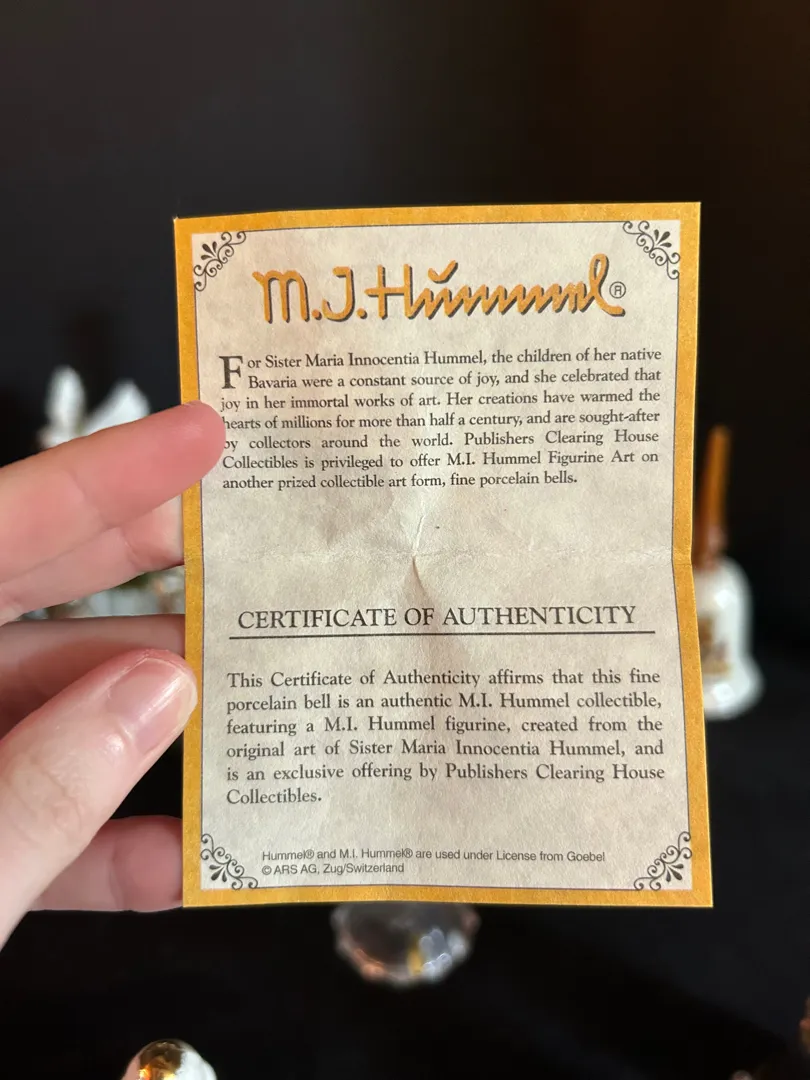 M.I. Hummel®
For Sister Maria Innocentia Hummel, the children of her native
Bavaria were a constant source of joy, and she celebrated that
joy in her immortal works of art. Her creations have warmed the
hearts of millions for more than half a century, and are sought-after
by collectors around the world. Publishers Clearing House
Collectibles is privileged to offer M.I. Hummel Figurine Art on
another prized collectible art form, fine porcelain bells.
CERTIFICATE OF AUTHENTICITY
This Certificate of Authenticity affirms that this fine
porcelain bell is an authentic M.I. Hummel collectible,
featuring a M.I. Hummel figurine, created from the
original art of Sister Maria Innocentia Hummel, and
is an exclusive offering by Publishers Clearing House
Collectibles.
Hummel® and M.I. Hummel® are used under License from Goebel
© ARS AG, Zug/Switzerland